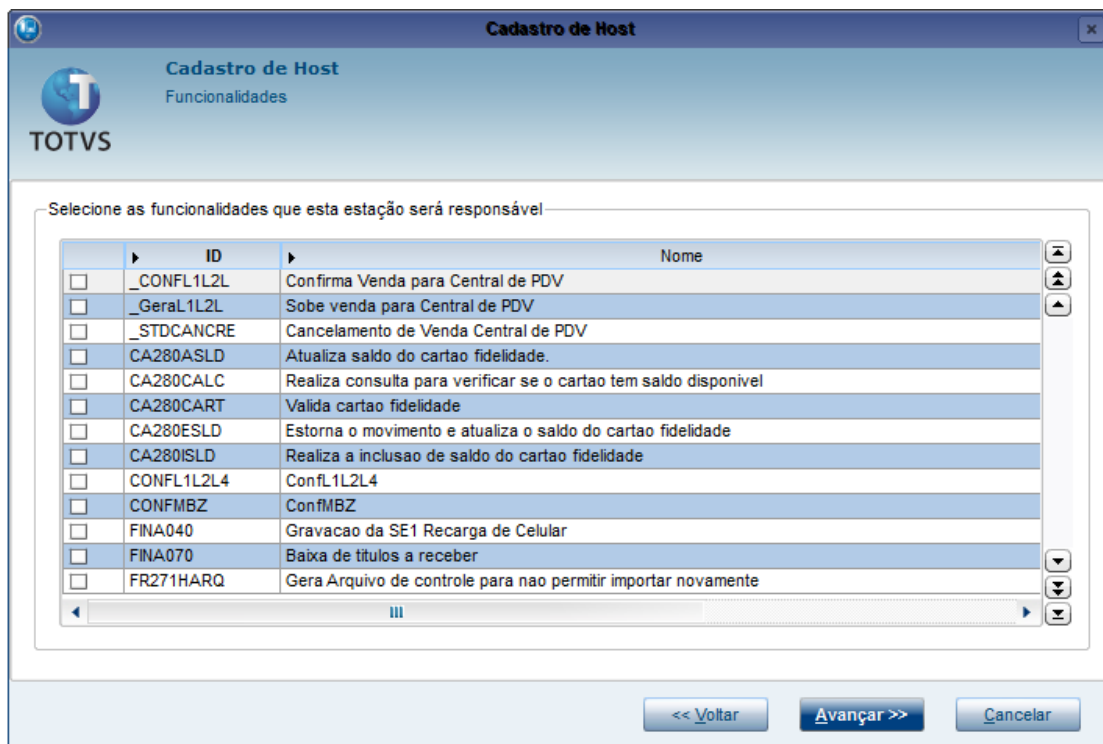 Cadastro de Host
Cadastro de Host
Funcionalidades
TOTVS
Selecione as funcionalidades que esta estação será responsável
ID Nome
_CONFL1L2L Confirma Venda para Central de PDV
_GeraL1L2L Sobe venda para Central de PDV
_STDCANCRE Cancelamento de Venda Central de PDV
CA280ASLD Atualiza saldo do cartao fidelidade.
CA280CALC Realiza consulta para verificar se o cartao tem saldo disponivel
CA280CART Valida cartao fidelidade
CA280ESLD Estorna o movimento e atualiza o saldo do cartao fidelidade
CA280ISLD Realiza a inclusao de saldo do cartao fidelidade
CONFL1L2L4 ConfL1L2L4
CONFMBZ ConfMBZ
FINA040 Gravacao da SE1 Recarga de Celular
FINA070 Baixa de titulos a receber
FR271HARQ Gera Arquivo de controle para nao permitir importar novamente
<< Voltar Avançar >> Cancelar